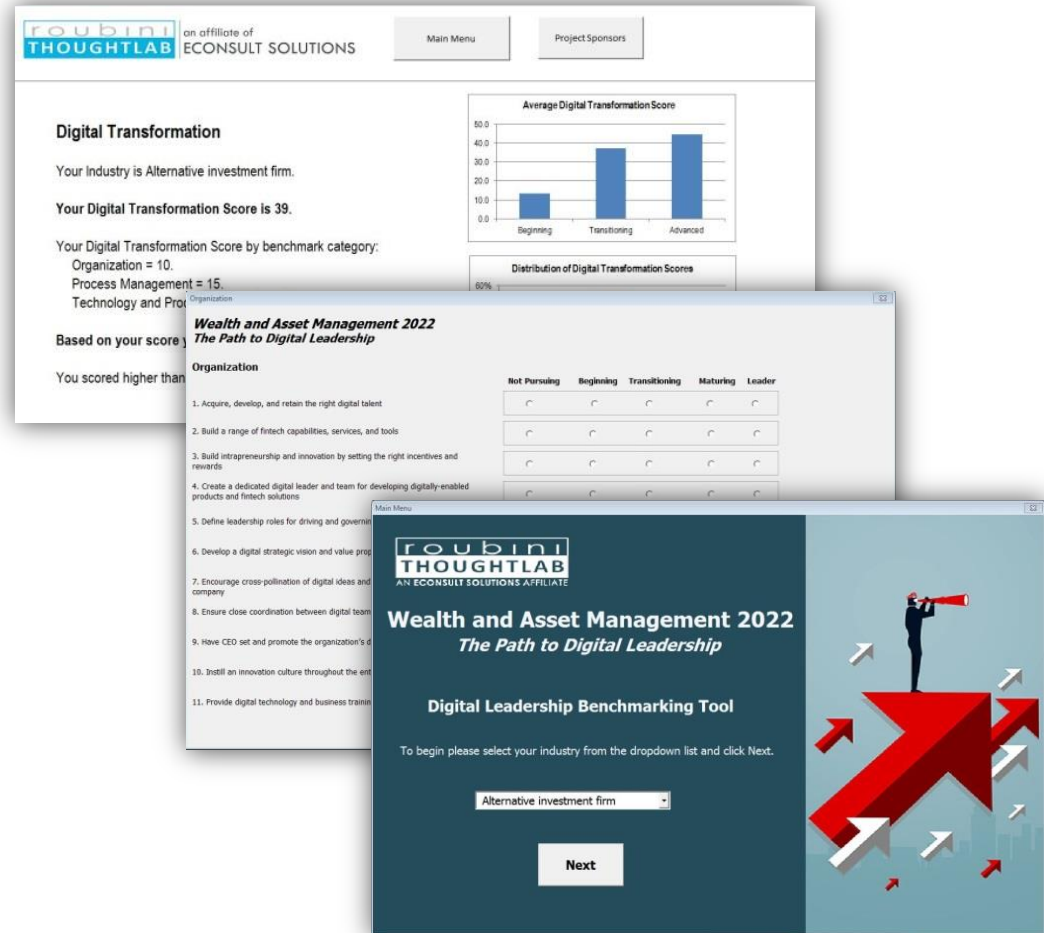 roubini
THOUGHTLAB
an affiliate of
ECONSULT SOLUTIONS
Main Menu
Project Sponsors
Digital Transformation
Your Industry is Alternative investment firm.
Your Digital Transformation Score is 39.
Your Digital Transformation Score by benchmark category:
Organization = 10.
Process Management = 15.
Technology and
Based on your score
You scored higher than
Average Digital Transformation Score
50.0
40.0
30.0
20.0
10.0
0.0
Beginning Transitioning Advanced
Distribution of Digital Transformation Scores
60%
Organization
Wealth and Asset Management 2022
The Path to Digital Leadership
Organization
Not Pursuing Beginning Transitioning Maturing Leader
1. Acquire, develop, and retain the right digital talent
2. Build a range of fintech capabilities, services, and tools
3. Build intrapreneurship and innovation by setting the right incentives and
rewards
4. Create a dedicated digital leader and team for developing digitally-enabled
products and fintech solutions
5. Define leadership roles for driving and
6. Develop a digital strategic vision and value
7. Encourage cross-pollination of digital ideas and
company
8. Ensure close coordination between digital team
9. Have CEO set and promote the organization's
10. Instill an innovation culture throughout the
11. Provide digital technology and business
Main Menu
roubini
THOUGHTLAB
AN ECONSULT SOLUTIONS AFFILIATE
Wealth and Asset Management 2022
The Path to Digital Leadership
Digital Leadership Benchmarking Tool
To begin please select your industry from the dropdown list and click Next.
Alternative investment firm
Next